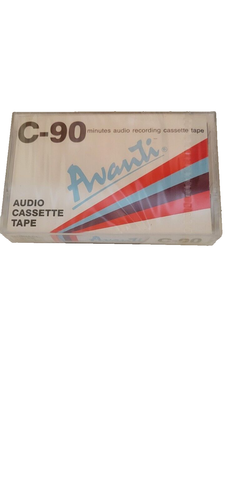 C-90 minutes audio recording cassette tape
Avanti
AUDIO
CASSETTE
TAPE
C-90